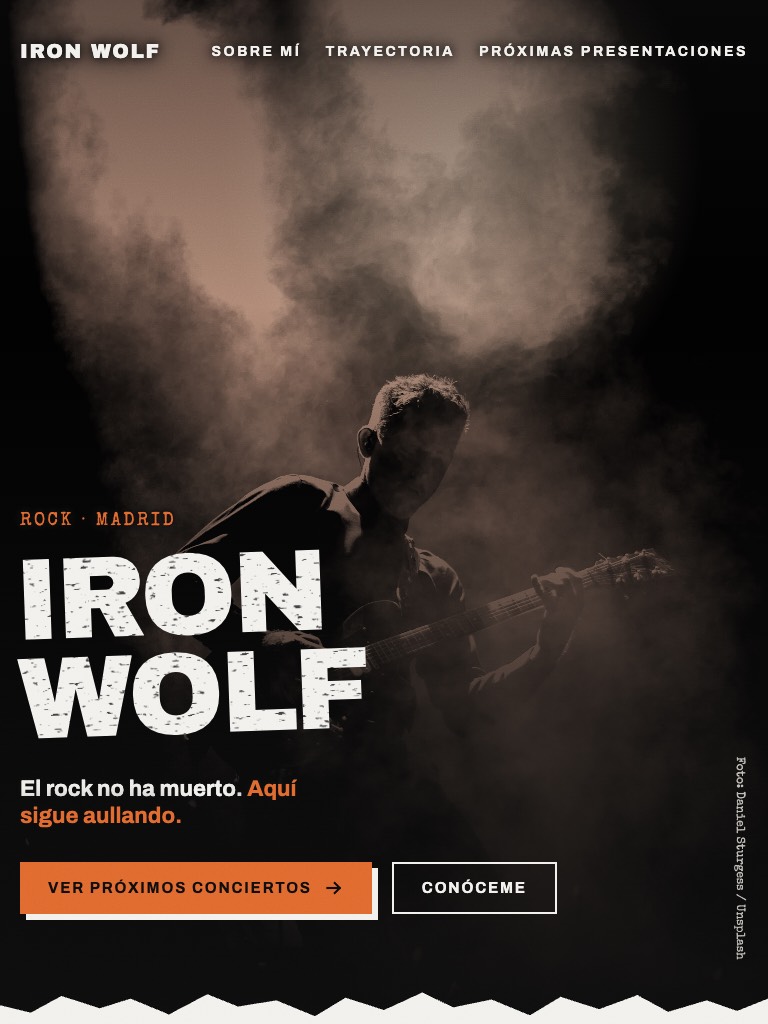 IRON WOLF
SOBRE MÍ
TRAYECTORIA
PRÓXIMAS PRESENTACIONES
ROCK · MADRID
IRON
WOLF
El rock no ha muerto. Aquí
sigue aullando.
VER PRÓXIMOS CONCIERTOS →
CONÓCEME
Foto: Daniel Sturgess / Unsplash